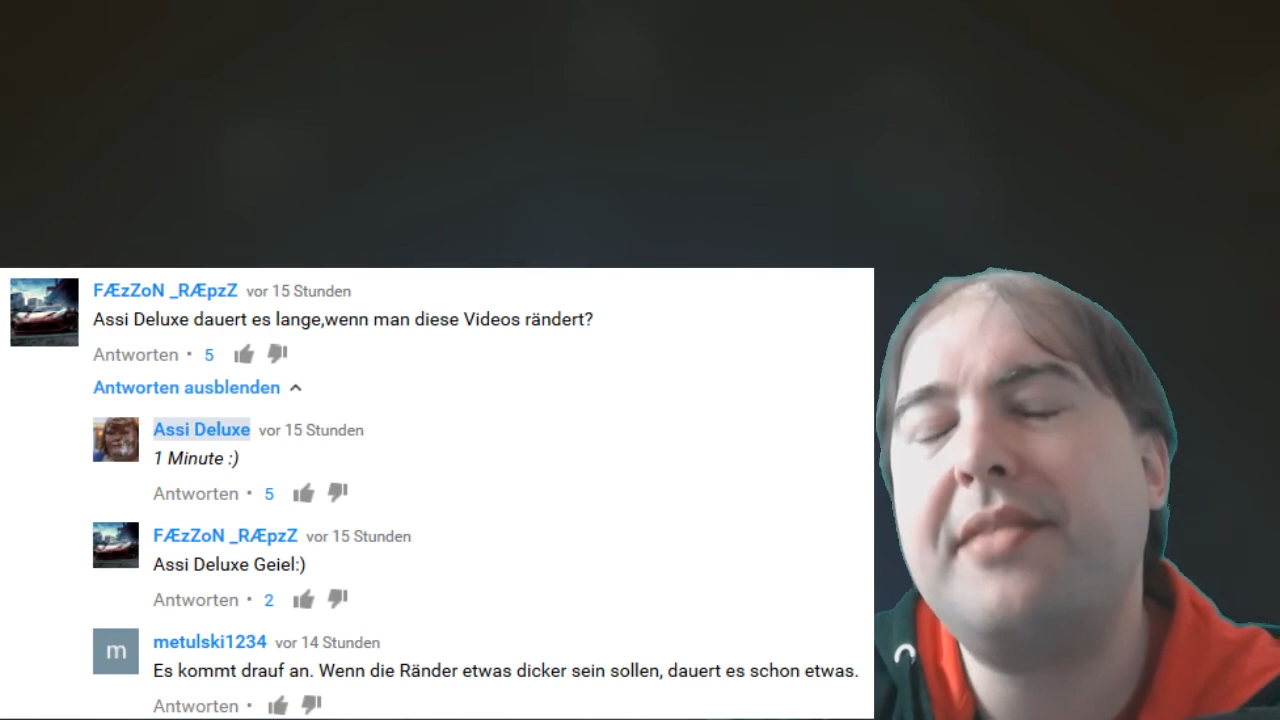 FÆzZoN _RÆpzZ vor 15 Stunden
Assi Deluxe dauert es lange,wenn man diese Videos rändert?
Antworten • 5
Antworten ausblenden
Assi Deluxe vor 15 Stunden
1 Minute :)
Antworten • 5
FÆzZoN _RÆpzZ vor 15 Stunden
Assi Deluxe Geiel:)
Antworten • 2
m
metulski1234 vor 14 Stunden
Es kommt drauf an. Wenn die Ränder etwas dicker sein sollen, dauert es schon etwas.
Antworten •